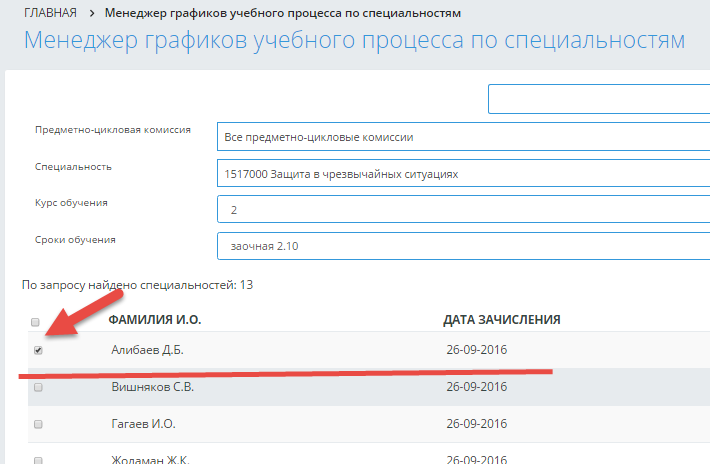 ГЛАВНАЯ > Менеджер графиков учебного процесса по специальностям
Менеджер графиков учебного процесса по специальностям
Предметно-цикловая комиссия Все предметно-цикловые комиссии
Специальность 1517000 Защита в чрезвычайных ситуациях
Курс обучения 2
Сроки обучения заочная 2.10
По запросу найдено специальностей: 13
ФАМИЛИЯ И.О. ДАТА ЗАЧИСЛЕНИЯ
Алибаев Д.Б. 26-09-2016
Вишняков С.В. 26-09-2016
Гагаев И.О. 26-09-2016
Жоламан Ж.К. 26-09-2016